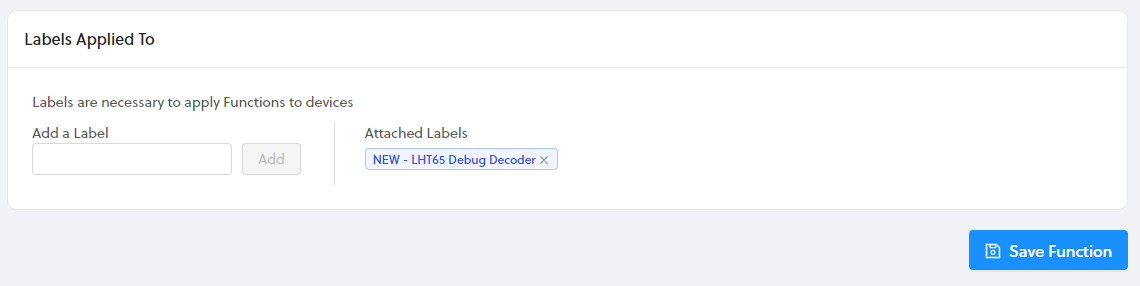 Labels Applied To
Labels are necessary to apply Functions to devices
Add a Label
Add
Attached Labels
NEW - LHT65 Debug Decoder
Save Function